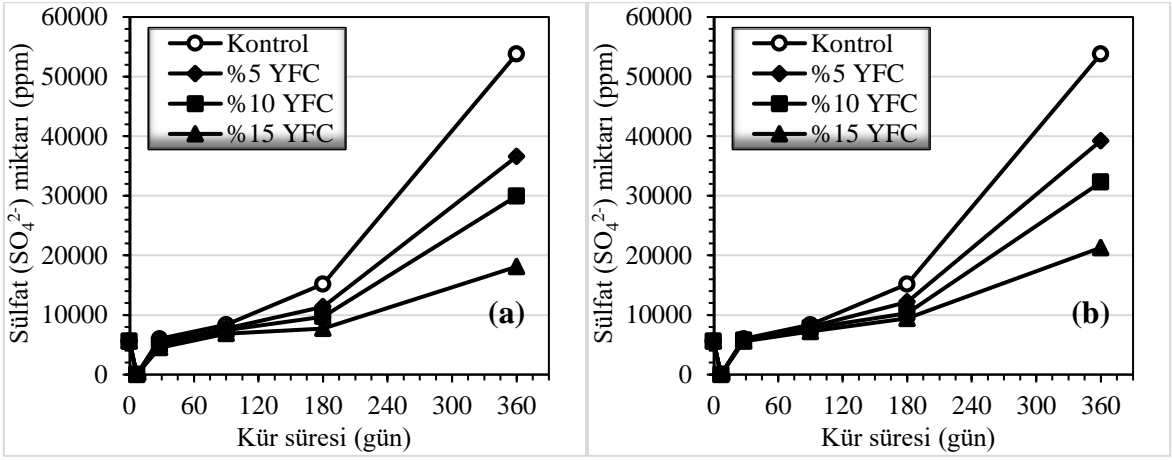 Sülfat (SO₄²⁻) miktarı (ppm)
60000
50000
40000
30000
20000
10000
0
Kontrol
%5 YFC
%10 YFC
%15 YFC
(a)
0 60 120 180 240 300 360
Kür süresi (gün)
Sülfat (SO₄²⁻) miktarı (ppm)
60000
50000
40000
30000
20000
10000
0
Kontrol
%5 YFC
%10 YFC
%15 YFC
(b)
0 60 120 180 240 300 360
Kür süresi (gün)